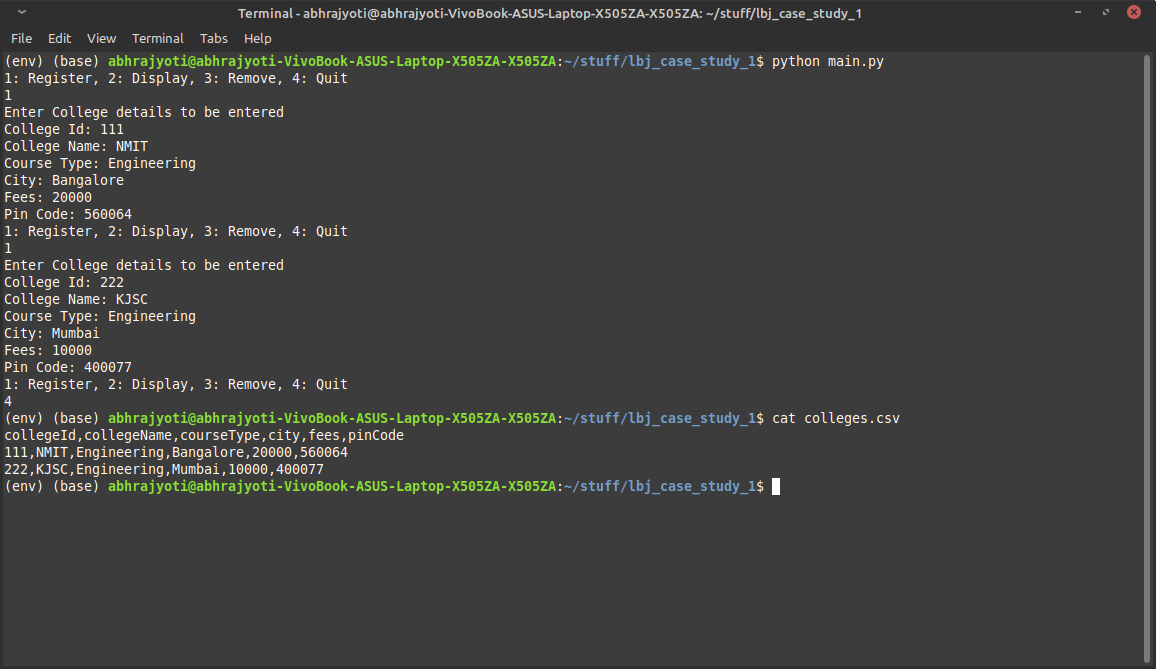 Terminal - abhrajyoti@abhrajyoti-VivoBook-ASUS-Laptop-X505ZA-X505ZA: ~/stuff/lbj_case_study_1
File Edit View Terminal Tabs Help
(env) (base) abhrajyoti@abhrajyoti-VivoBook-ASUS-Laptop-X505ZA-X505ZA:~/stuff/lbj_case_study_1$ python main.py
1: Register, 2: Display, 3: Remove, 4: Quit
1
Enter College details to be entered
College Id: 111
College Name: NMIT
Course Type: Engineering
City: Bangalore
Fees: 20000
Pin Code: 560064
1: Register, 2: Display, 3: Remove, 4: Quit
1
Enter College details to be entered
College Id: 222
College Name: KJSC
Course Type: Engineering
City: Mumbai
Fees: 10000
Pin Code: 400077
1: Register, 2: Display, 3: Remove, 4: Quit
4
(env) (base) abhrajyoti@abhrajyoti-VivoBook-ASUS-Laptop-X505ZA-X505ZA:~/stuff/lbj_case_study_1$ cat colleges.csv
collegeId,collegeName,courseType,city,fees,pinCode
111,NMIT,Engineering,Bangalore,20000,560064
222,KJSC,Engineering,Mumbai,10000,400077
(env) (base) abhrajyoti@abhrajyoti-VivoBook-ASUS-Laptop-X505ZA-X505ZA:~/stuff/lbj_case_study_1$